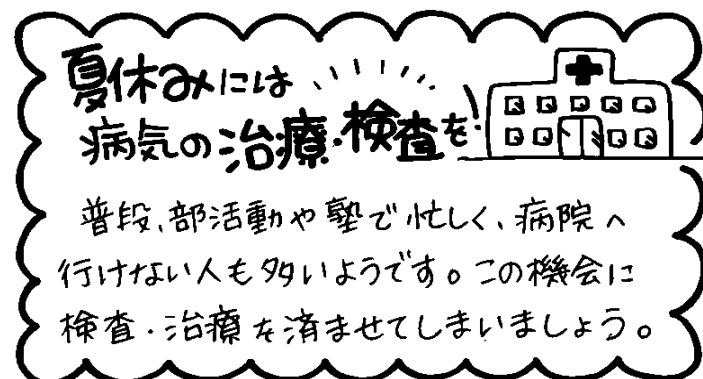 夏休みには
病気の治療・検査を!
普段、部活動や塾で忙しく、病院へ
行けない人も多いようです。この機会に
検査・治療を済ませてしまいましょう。